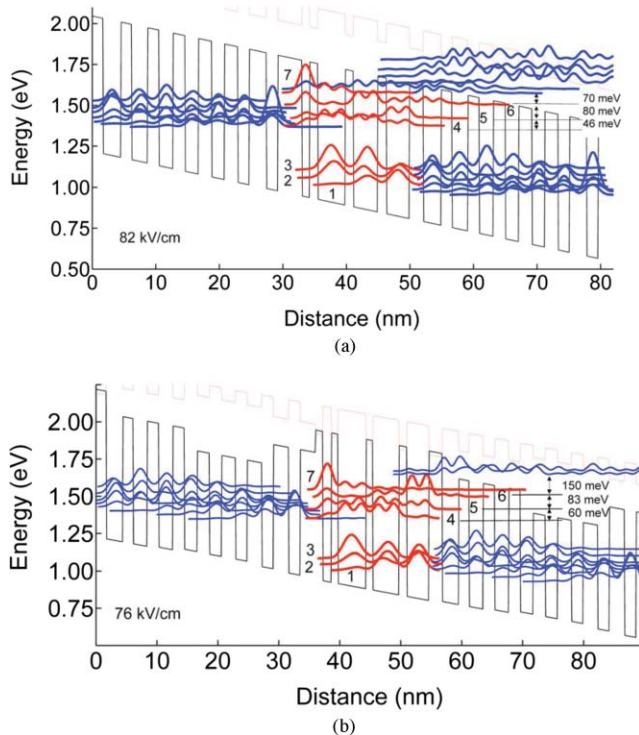 2.00
1.75
1.50
1.25
1.00
0.75
0.50
Energy (eV)
7
3
2
1
4
5
6
70 meV
80 meV
46 meV
82 kV/cm
0 10 20 30 40 50 60 70 80
Distance (nm)
(a)
2.00
1.75
1.50
1.25
1.00
0.75
Energy (eV)
7
3
2
1
4
5
6
150 meV
83 meV
60 meV
76 kV/cm
0 10 20 30 40 50 60 70 80
Distance (nm)
(b)